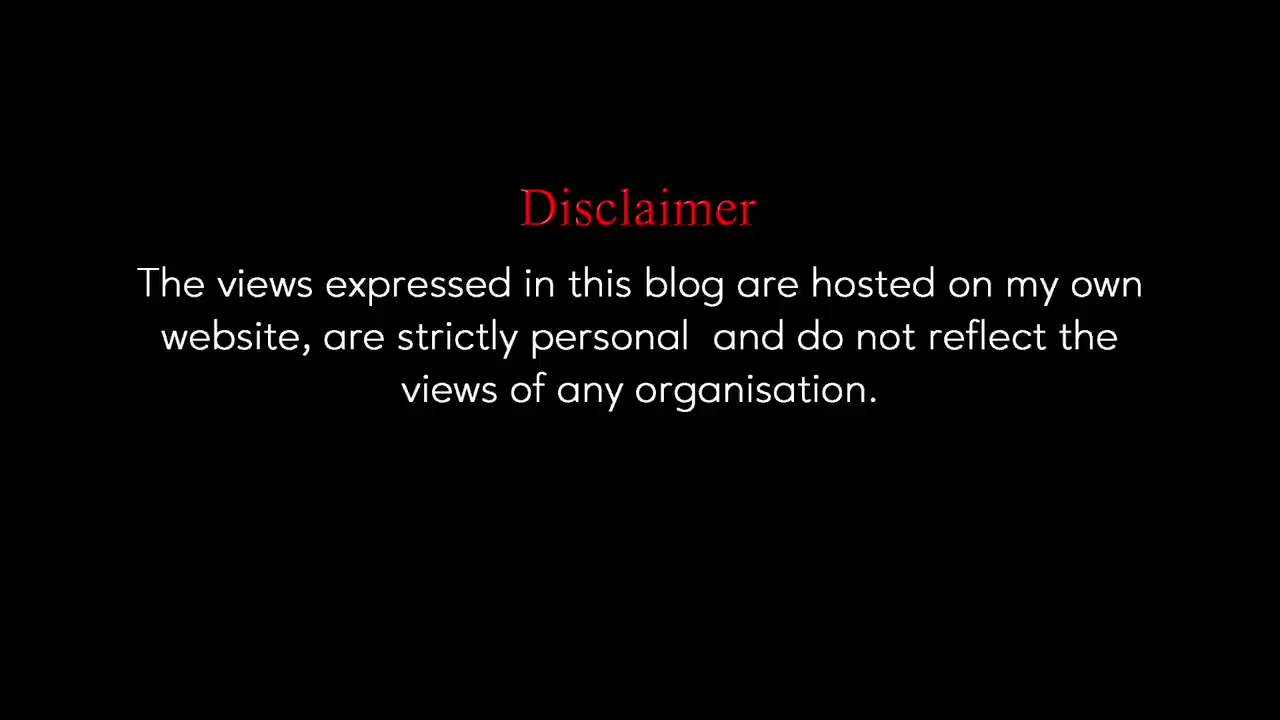 Disclaimer
The views expressed in this blog are hosted on my own
website, are strictly personal  and do not reflect the
views of any organisation.